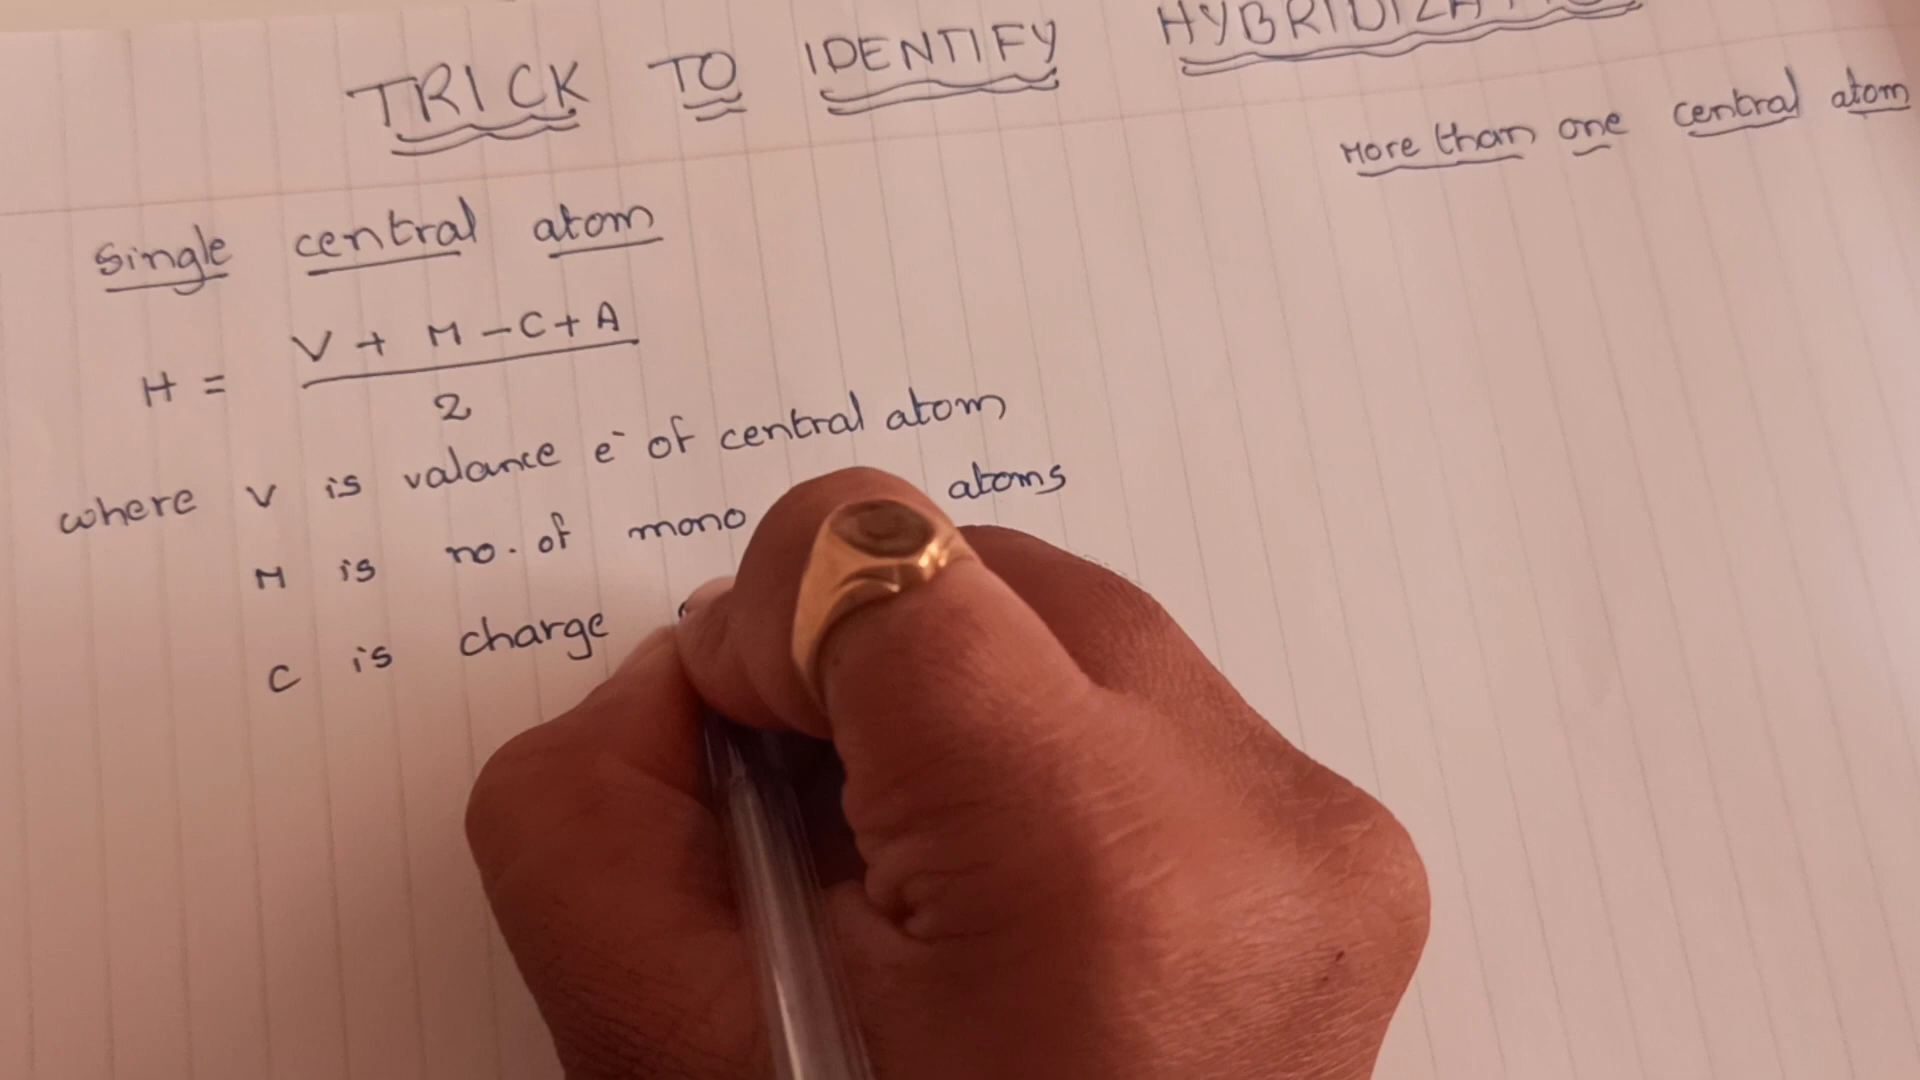 TRICK TO IDENTIFY
More than one central atom
Single central atom
H = V + M - C + A
2
where V is valance e⁻ of central atom
M is no. of mono atoms
C is charge